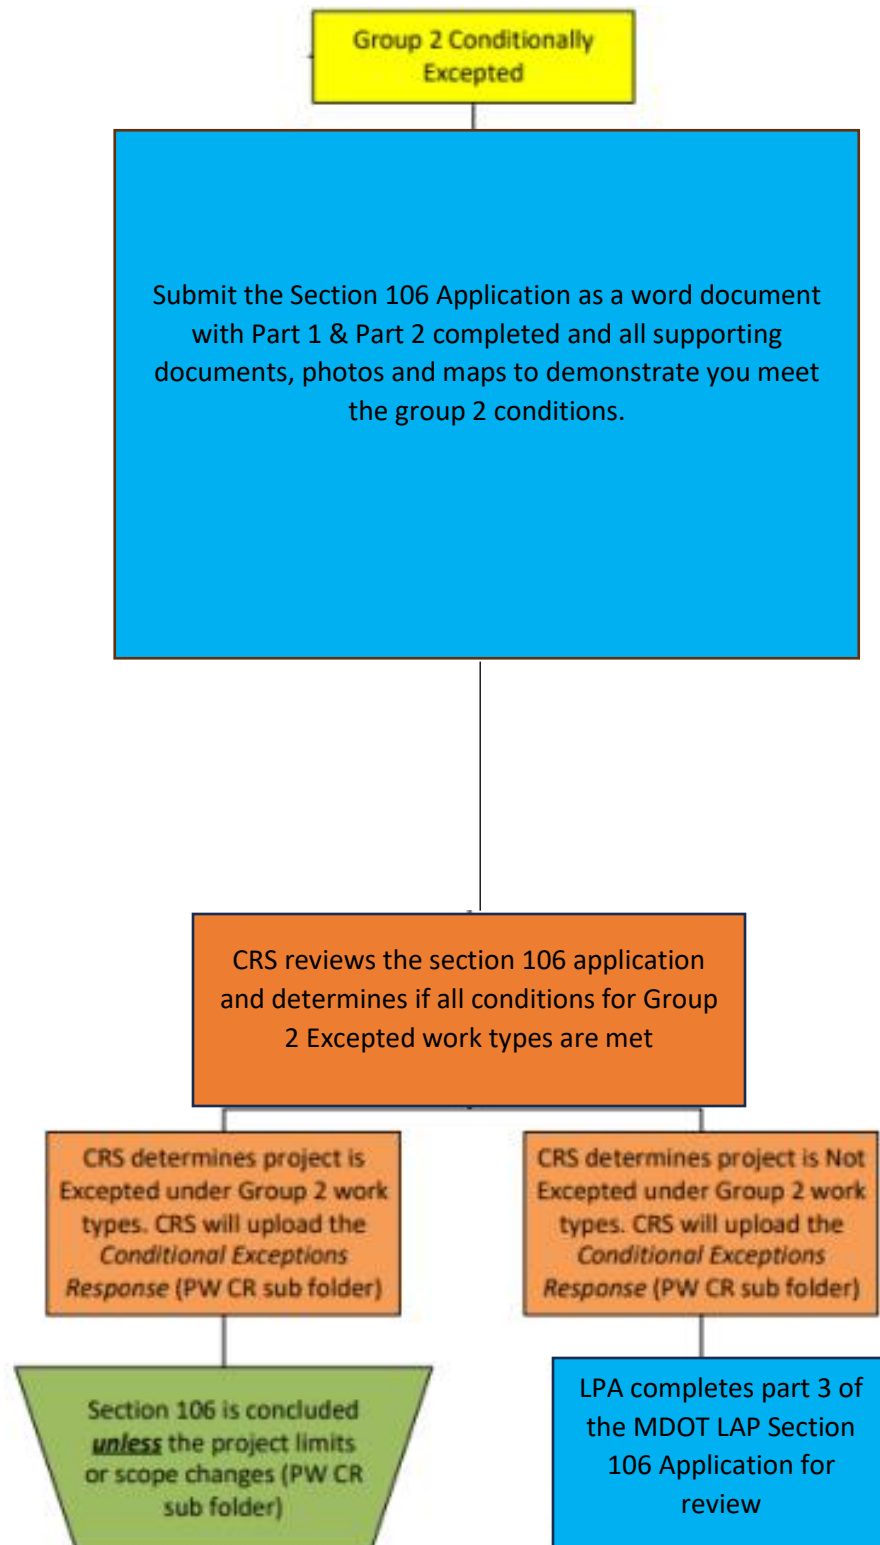 Group 2 Conditionally
Excepted
Submit the Section 106 Application as a word document
with Part 1 & Part 2 completed and all supporting
documents, photos and maps to demonstrate you meet
the group 2 conditions.
CRS reviews the section 106 application
and determines if all conditions for Group
2 Excepted work types are met
CRS determines project is
Excepted under Group 2 work
types. CRS will upload the
Conditional Exceptions
Response (PW CR sub folder)
CRS determines project is Not
Excepted under Group 2 work
types. CRS will upload the
Conditional Exceptions
Response (PW CR sub folder)
Section 106 is concluded
unless the project limits
or scope changes (PW CR
sub folder)
LPA completes part 3 of
the MDOT LAP Section
106 Application for
review